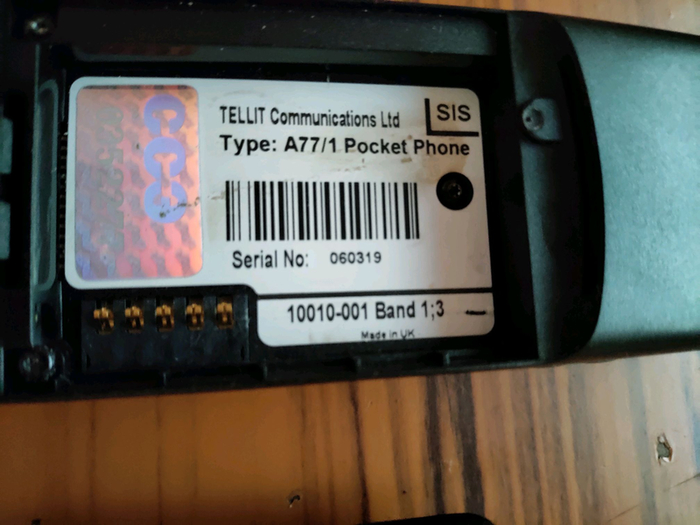 TELLIT Communications Ltd
SIS
Type: A77/1 Pocket Phone
Serial No: 060319
10010-001 Band 1;3
Made in UK